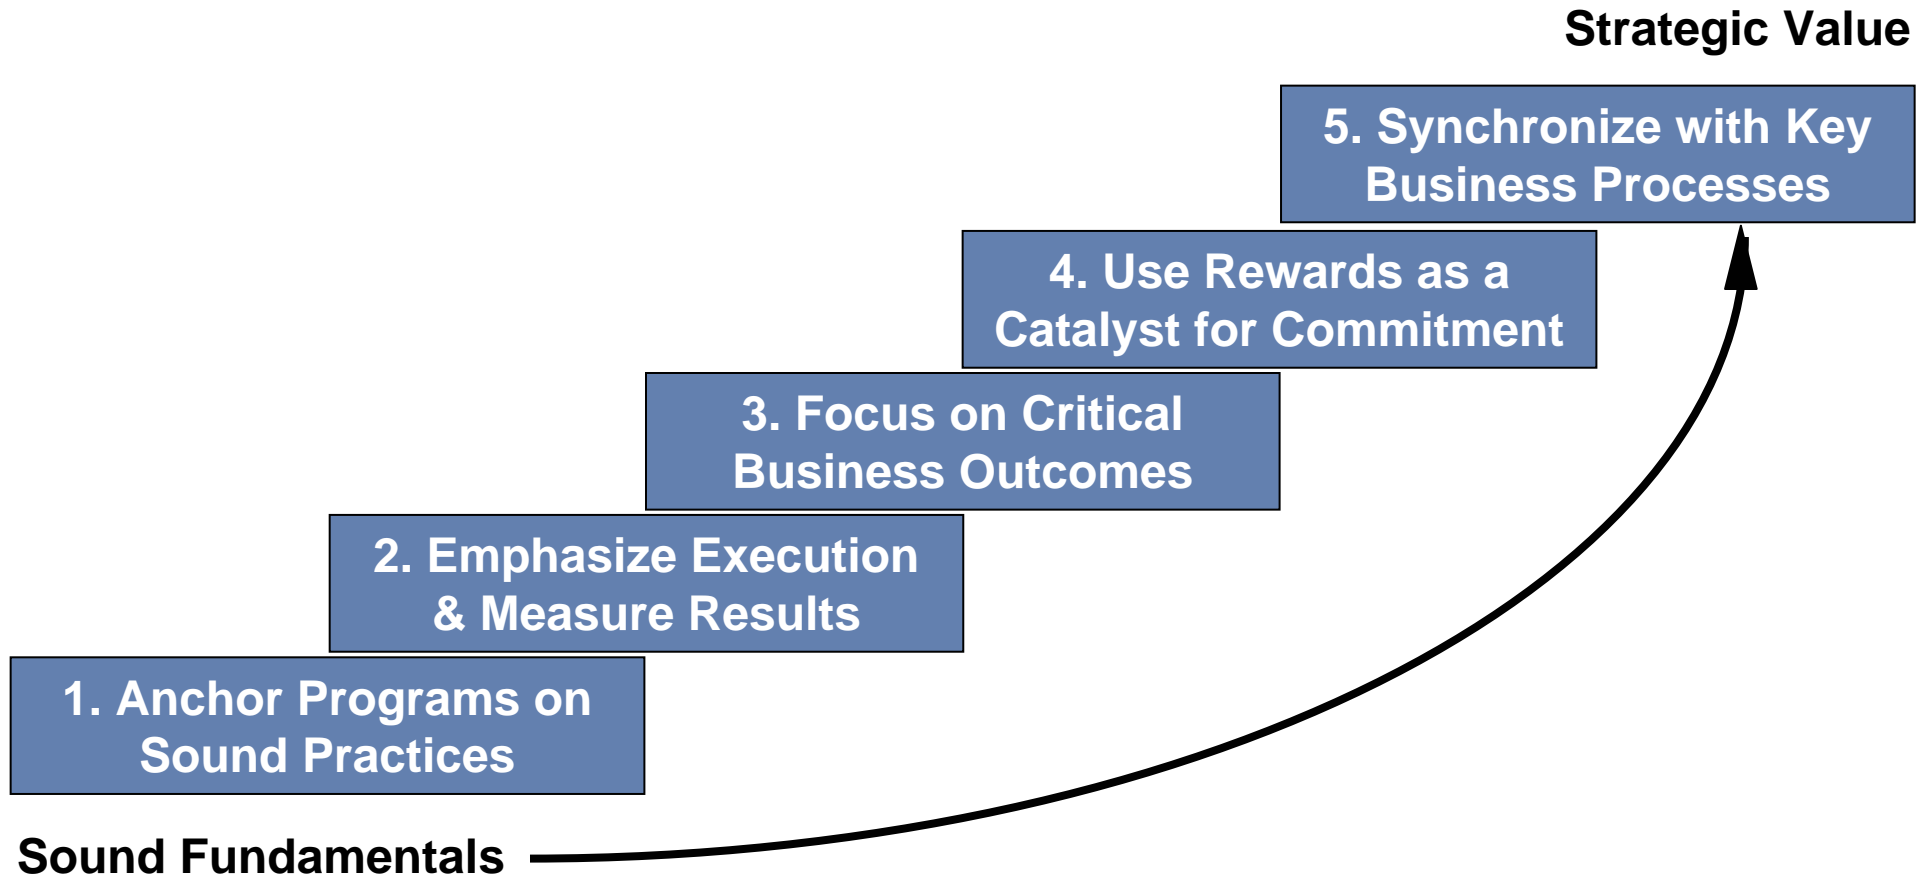 Strategic Value
5. Synchronize with Key
Business Processes
4. Use Rewards as a
Catalyst for Commitment
3. Focus on Critical
Business Outcomes
2. Emphasize Execution
& Measure Results
1. Anchor Programs on
Sound Practices
Sound Fundamentals